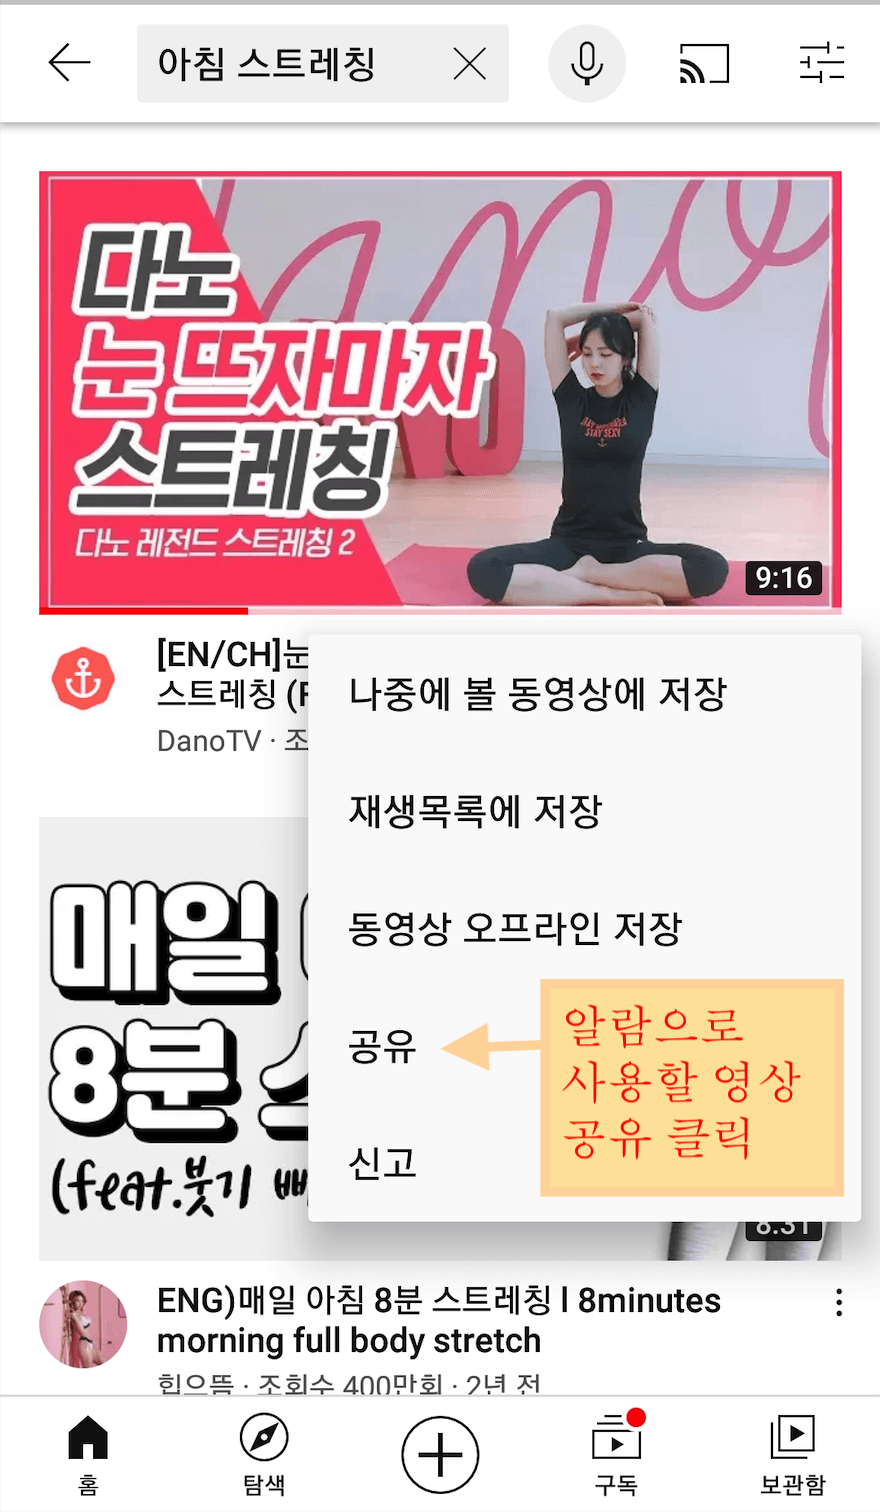 아침 스트레칭
다노
눈 뜨자마자
스트레칭
다노 레전드 스트레칭 2
STAY SEXY
9:16
[EN/CH]눈
스트레칭
DanoTV · 조
나중에 볼 동영상에 저장
재생목록에 저장
동영상 오프라인 저장
공유
신고
알람으로
사용할 영상
공유 클릭
매일
8분
(feat.붓기
8:31
ENG)매일 아침 8분 스트레칭 l 8minutes
morning full body stretch
힙으뜸 · 조회수 400만회 · 2년 전
홈
탐색
구독
보관함